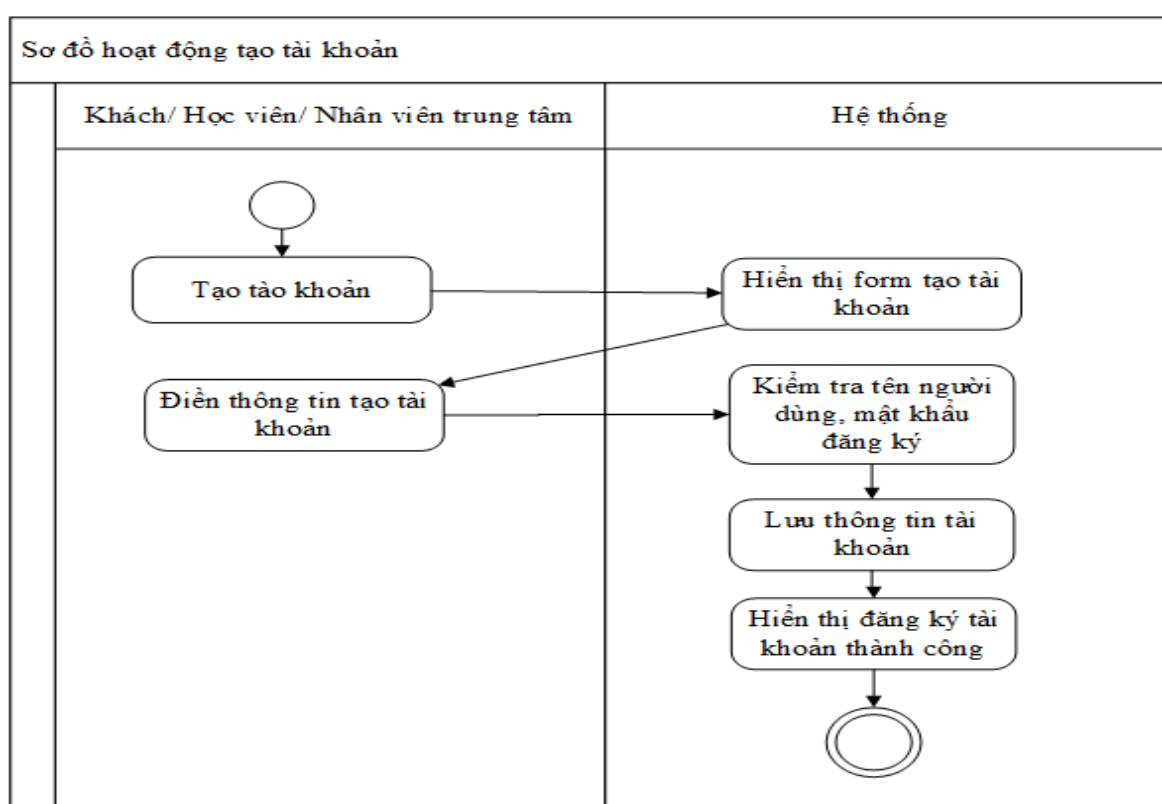 Sơ đồ hoạt động tạo tài khoản
Khách/ Học viên/ Nhân viên trung tâm
Hệ thống
Tạo tào khoản
Hiển thị form tạo tài
khoản
Điền thông tin tạo tài
khoản
Kiểm tra tên người
dùng, mật khẩu
đăng ký
Lưu thông tin tài
khoản
Hiển thị đăng ký tài
khoản thành công